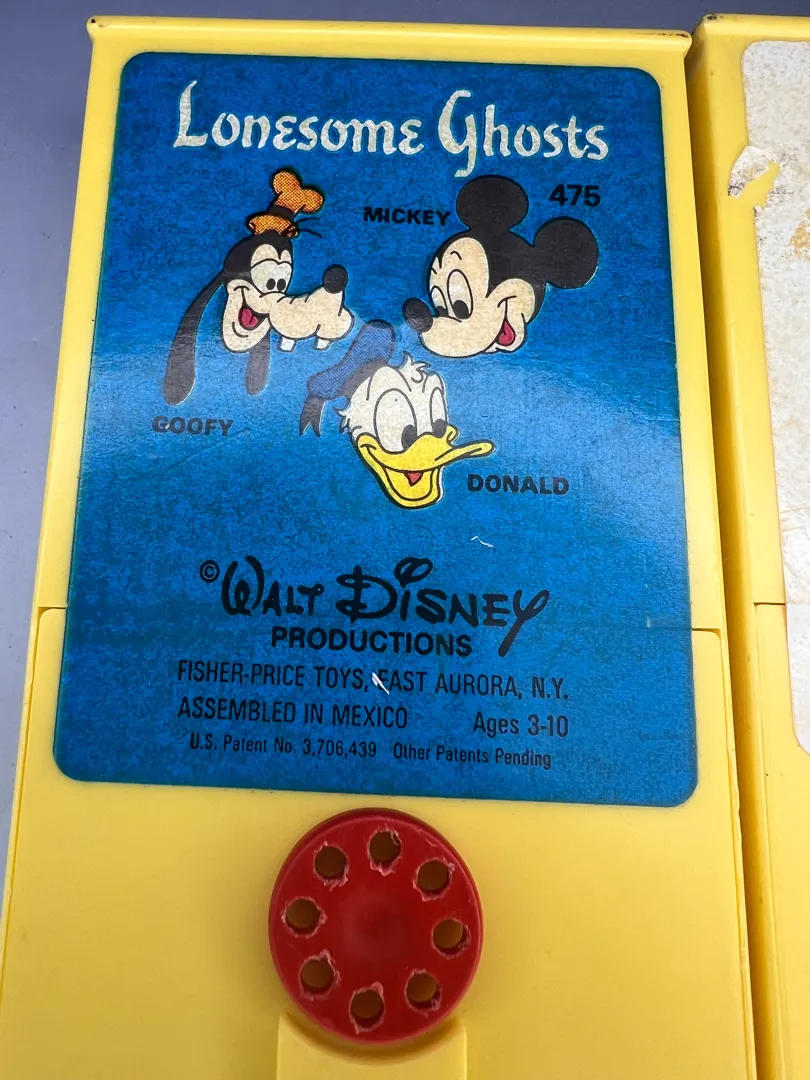 Lonesome Ghosts
475
MICKEY
GOOFY
DONALD
© WALT DISNEY
PRODUCTIONS
FISHER-PRICE TOYS, EAST AURORA, N.Y.
ASSEMBLED IN MEXICO Ages 3-10
U.S. Patent No. 3,706,439 Other Patents Pending